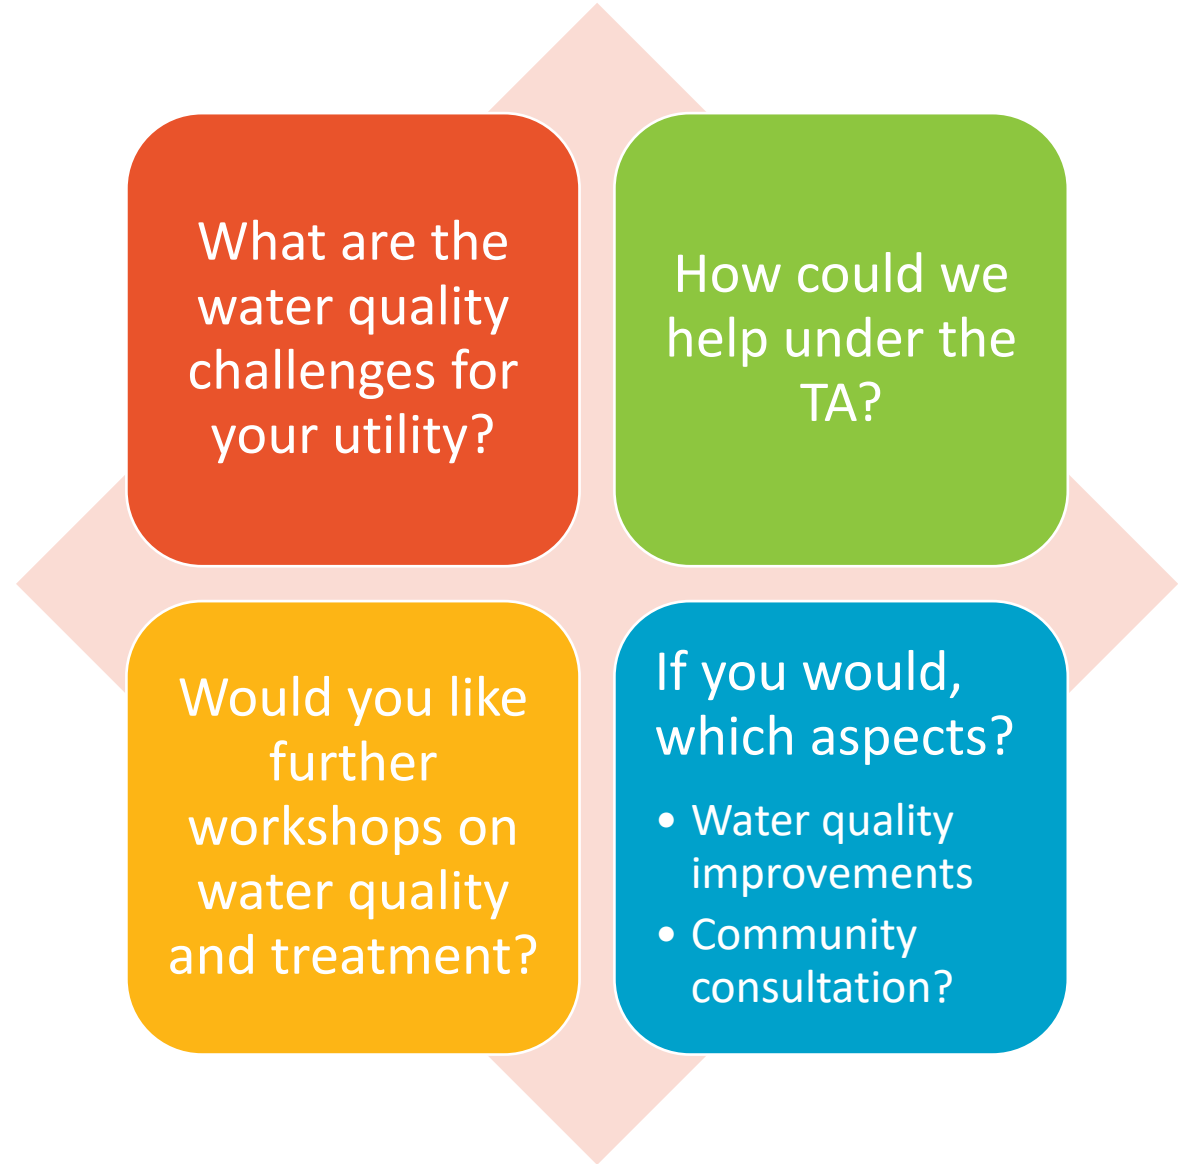 What are the
water quality
challenges for
your utility?
How could we
help under the
TA?
Would you like
further
workshops on
water quality
and treatment?
If you would,
which aspects?
• Water quality
improvements
• Community
consultation?